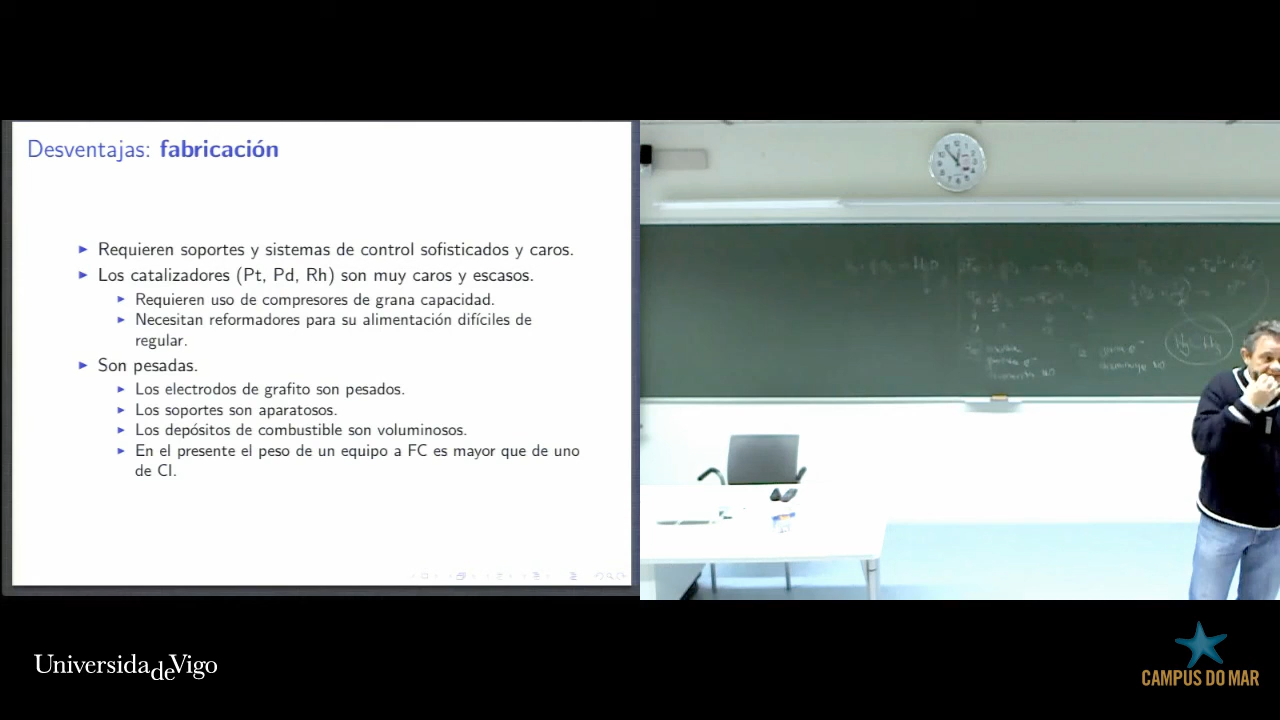 Desventajas: fabricación
Requieren soportes y sistemas de control sofisticados y caros.
Los catalizadores (Pt, Pd, Rh) son muy caros y escasos.
Requieren uso de compresores de grana capacidad.
Necesitan reformadores para su alimentación difíciles de
regular.
Son pesadas.
Los electrodos de grafito son pesados.
Los soportes son aparatosos.
Los depósitos de combustible son voluminosos.
En el presente el peso de un equipo a FC es mayor que de uno
de CI.
UniversidadeVigo
CAMPUS DO MAR